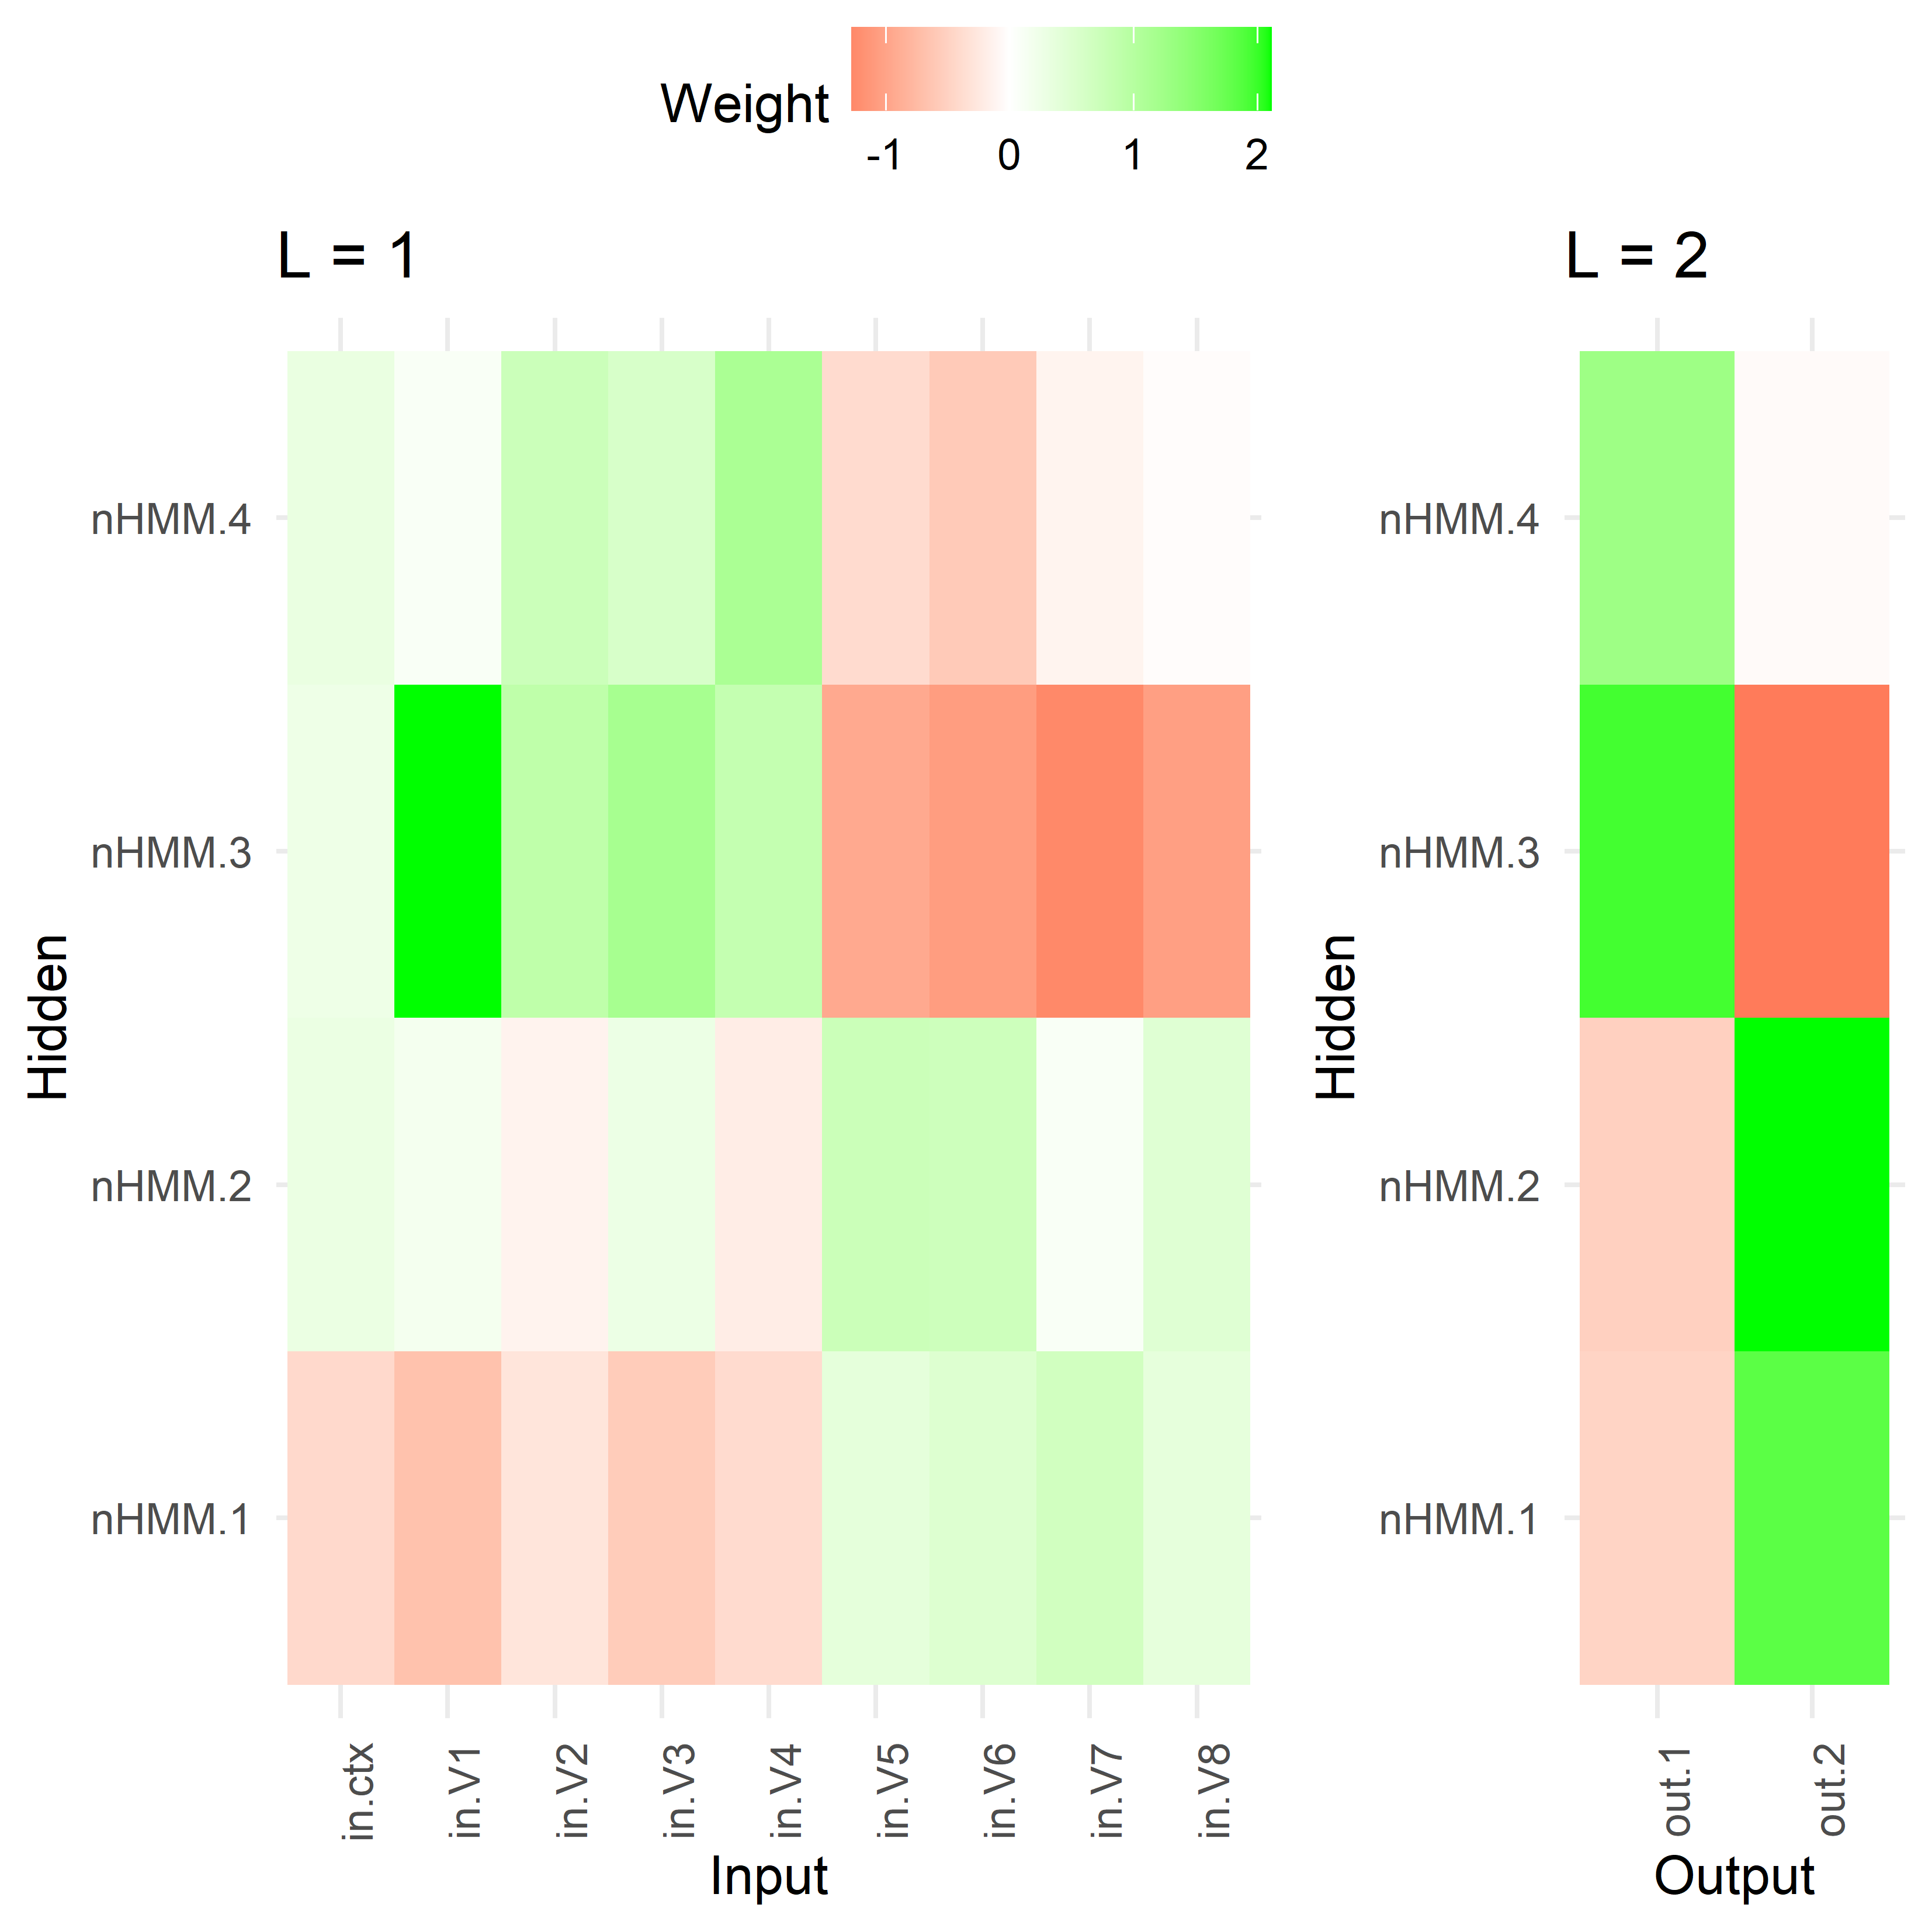 Weight
-1 0 1 2
L = 1
L = 2
Hidden
nHMM.4
nHMM.3
nHMM.2
nHMM.1
in.ctx
in.V1
in.V2
in.V3
in.V4
in.V5
in.V6
in.V7
in.V8
Input
Hidden
nHMM.4
nHMM.3
nHMM.2
nHMM.1
out.1
out.2
Output